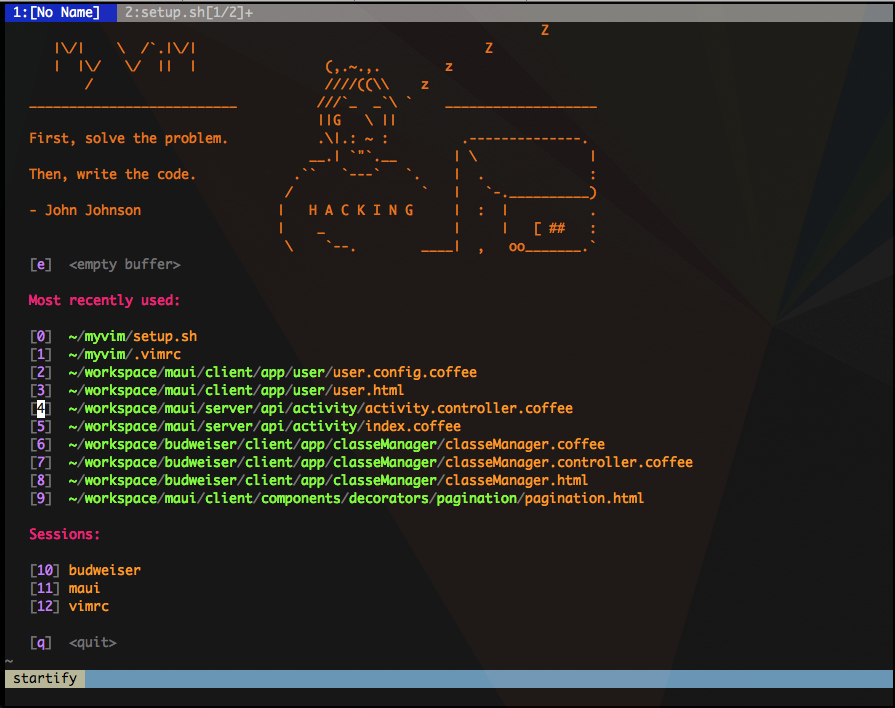 1:[No Name]  2:setup.sh[1/2]+
z
Z
z
z
First, solve the problem.
Then, write the code.
- John Johnson
H A C K I N G
[ ##
[e]  <empty buffer>
Most recently used:
[0]  ~/myvim/setup.sh
[1]  ~/myvim/.vimrc
[2]  ~/workspace/maui/client/app/user/user.config.coffee
[3]  ~/workspace/maui/client/app/user/user.html
[4]  ~/workspace/maui/server/api/activity/activity.controller.coffee
[5]  ~/workspace/maui/server/api/activity/index.coffee
[6]  ~/workspace/budweiser/client/app/classeManager/classeManager.coffee
[7]  ~/workspace/budweiser/client/app/classeManager/classeManager.controller.coffee
[8]  ~/workspace/budweiser/client/app/classeManager/classeManager.html
[9]  ~/workspace/maui/client/components/decorators/pagination/pagination.html
Sessions:
[10] budweiser
[11] maui
[12] vimrc
[q]  <quit>
~
startify